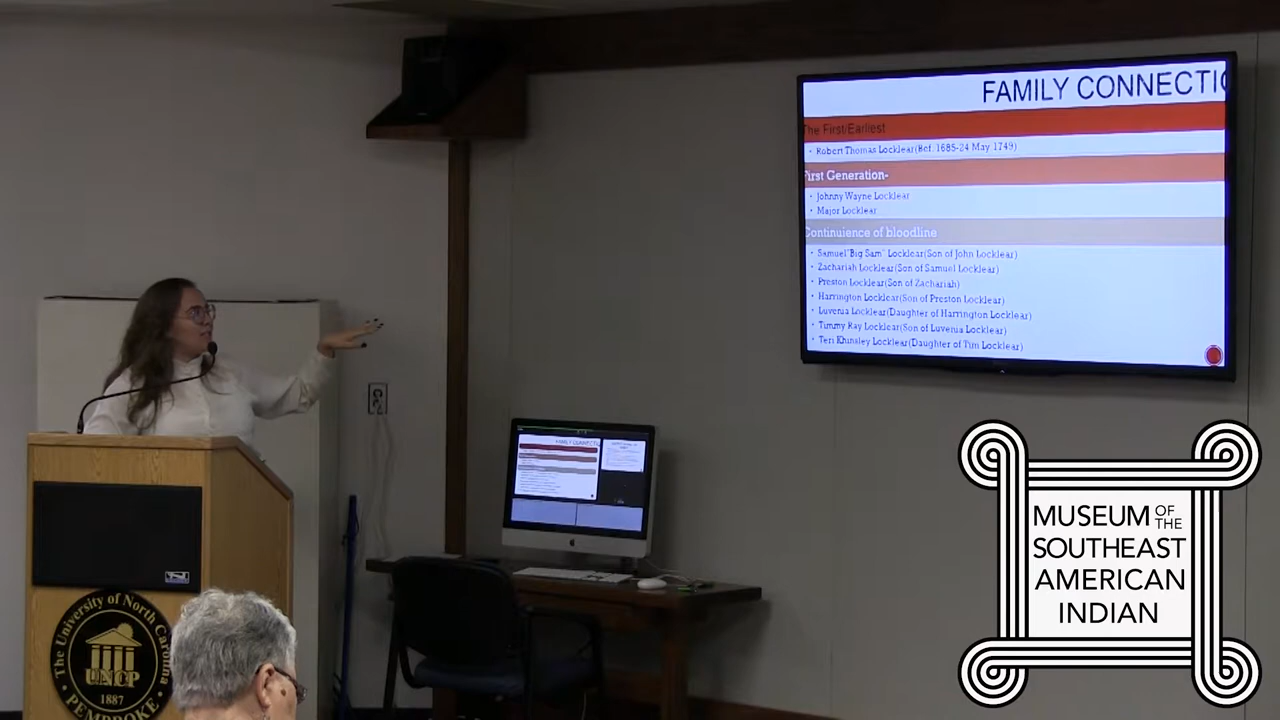 FAMILY CONNECTIO
The First/Earliest
• Robert Thomas Locklear(Bef. 1685-24 May 1749)
First Generation-
• Johnny Wayne Locklear
• Major Locklear
Continuience of bloodline
• Samuel"Big Sam" Locklear(Son of John Locklear)
• Zachariah Locklear(Son of Samuel Locklear)
• Preston Locklear(Son of Zachariah)
• Harrington Locklear(Son of Preston Locklear)
• Luvenia Locklear(Daughter of Harrington Locklear)
• Timmy Ray Locklear(Son of Luvenia Locklear)
• Teri Khinsley Locklear(Daughter of Tim Locklear)
FAMILY CONNECTIO
The University of North Carolina
UNCP
1887
• PEMBROKE •
MUSEUM OF THE
SOUTHEAST
AMERICAN
INDIAN